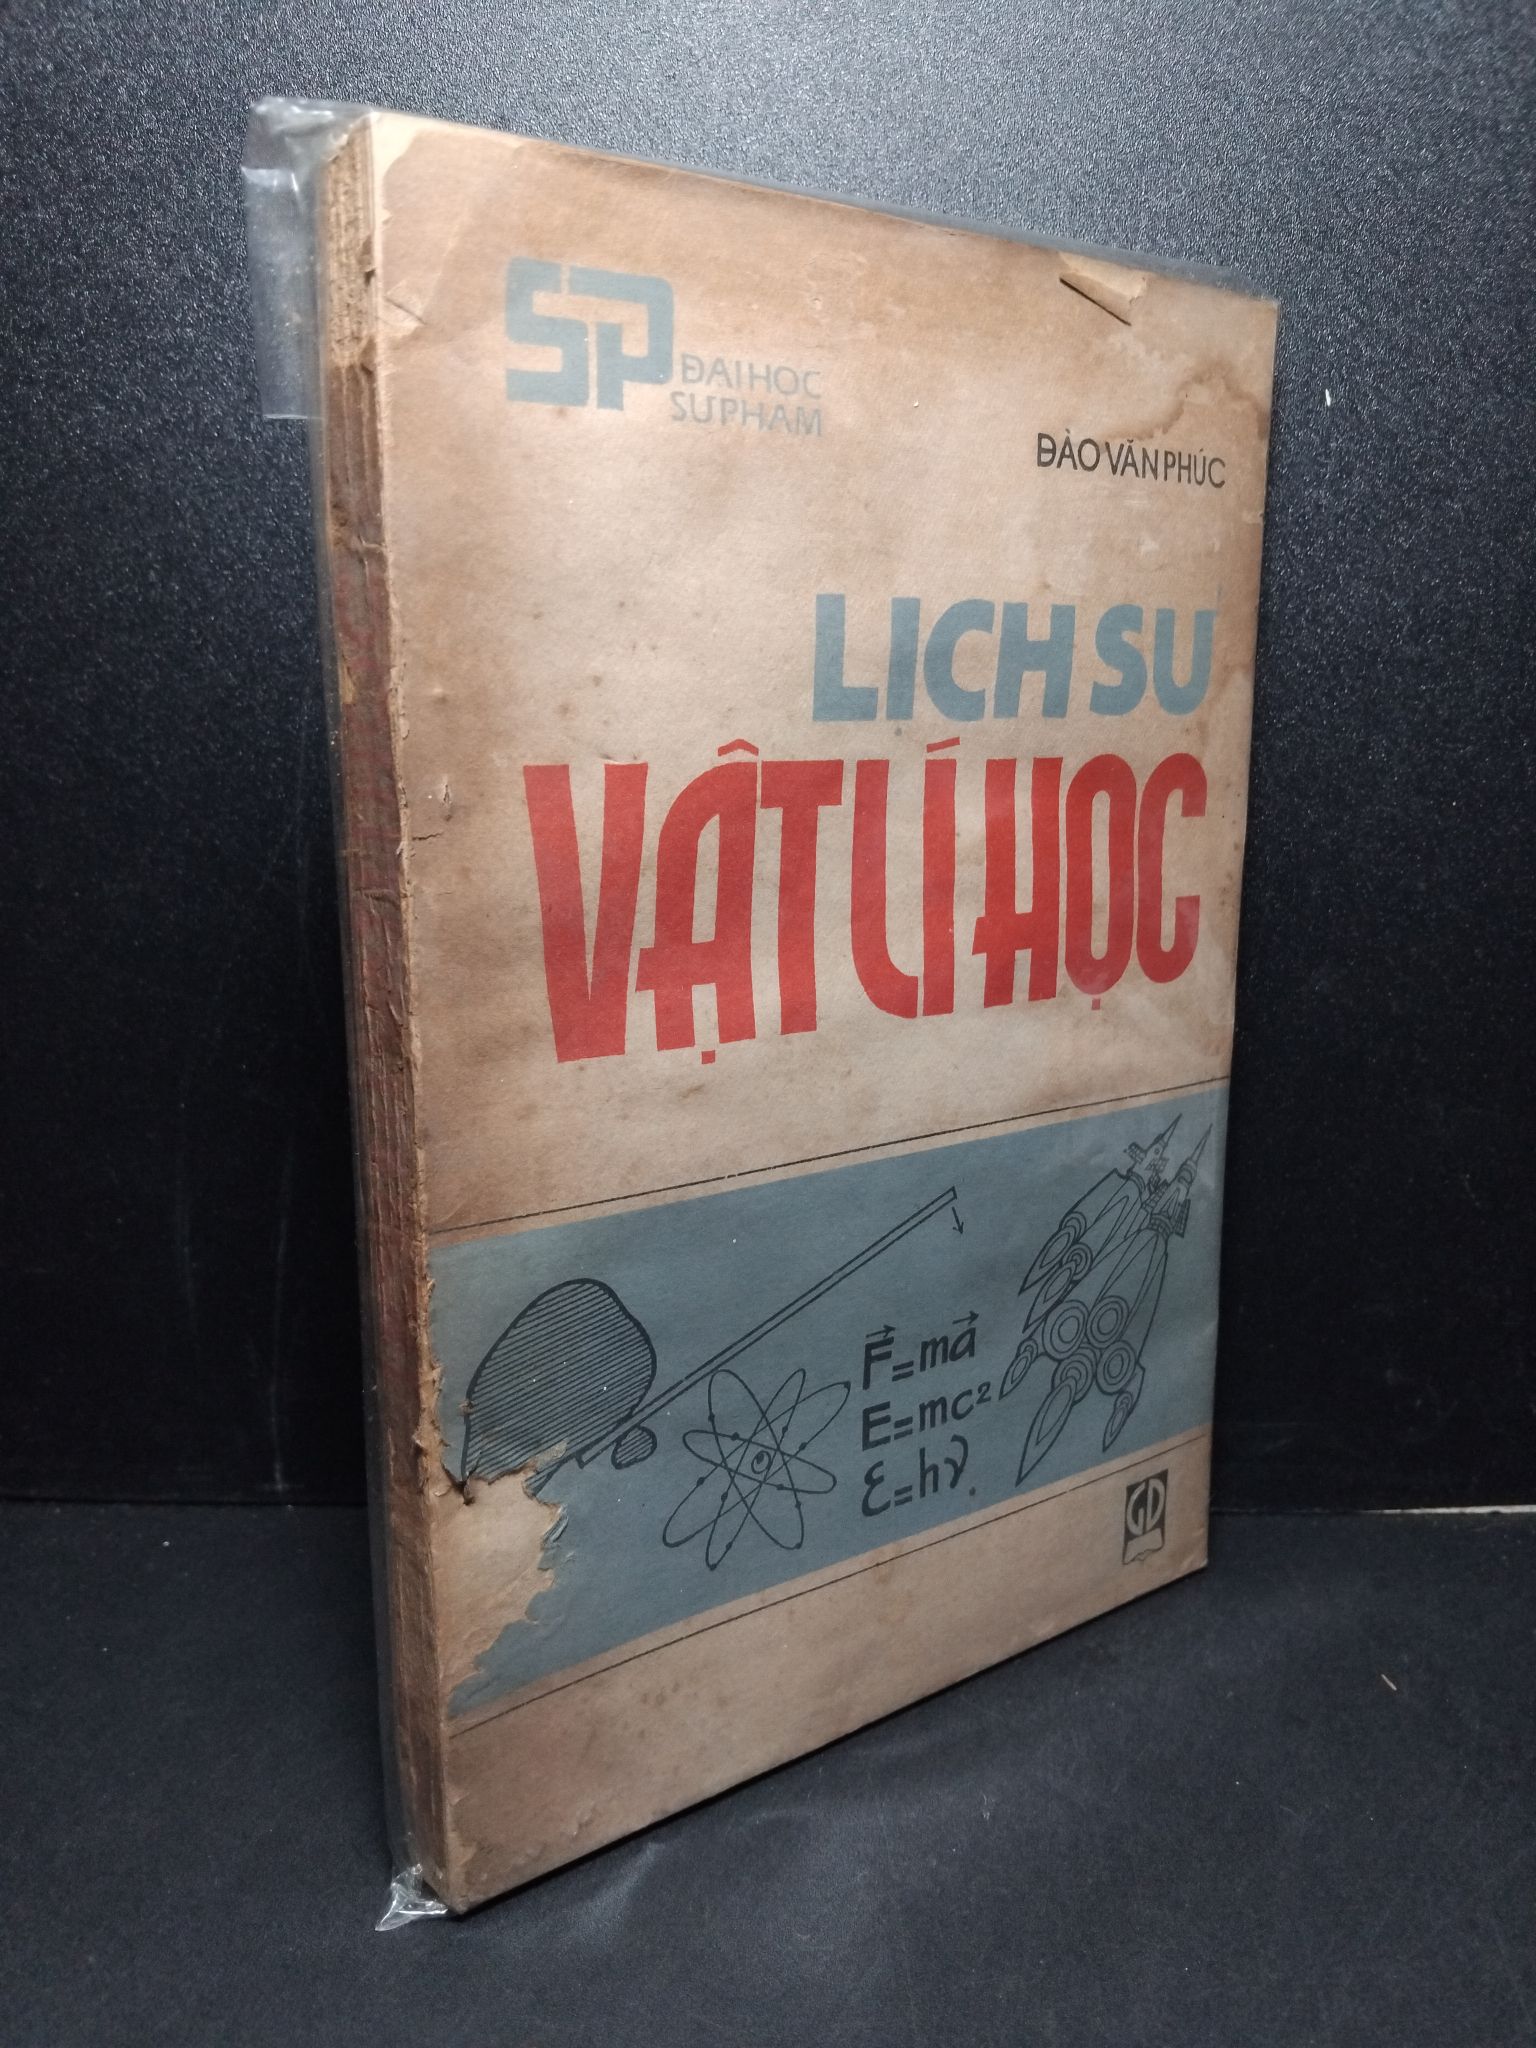 SP
ĐẠI HỌC
SƯ PHẠM
ĐÀO VĂN PHÚC
LỊCH SỬ
VẬT LÍ HỌC
F⃗=ma⃗
E=mc²
ε=hν.
GD